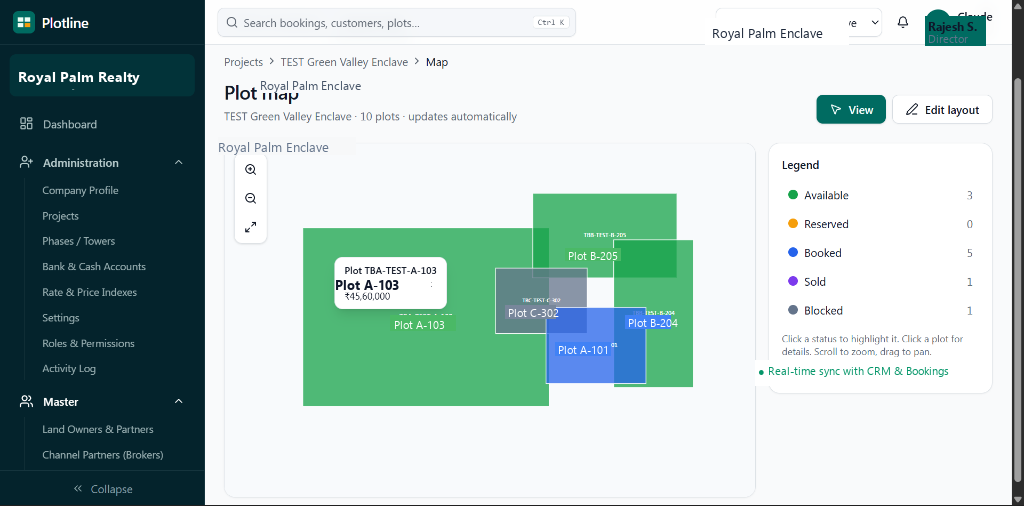 Plotline
Search bookings, customers, plots...
Ctrl K
Royal Palm Enclave
Rajesh S.
Director
Royal Palm Realty
Projects > TEST Green Valley Enclave > Map
Royal Palm Enclave
Plot map
TEST Green Valley Enclave · 10 plots · updates automatically
View
Edit layout
Dashboard
Administration
Company Profile
Projects
Phases / Towers
Bank & Cash Accounts
Rate & Price Indexes
Settings
Roles & Permissions
Activity Log
Master
Land Owners & Partners
Channel Partners (Brokers)
Collapse
Royal Palm Enclave
TBB-TEST-B-205
Plot B-205
Plot TBA-TEST-A-103
Plot A-103
₹45,60,000
Plot A-103
TBC-TEST-C-302
Plot C-302
Plot B-204
Plot A-101
Legend
Available 3
Reserved 0
Booked 5
Sold 1
Blocked 1
Click a status to highlight it. Click a plot for
details. Scroll to zoom, drag to pan.
Real-time sync with CRM & Bookings